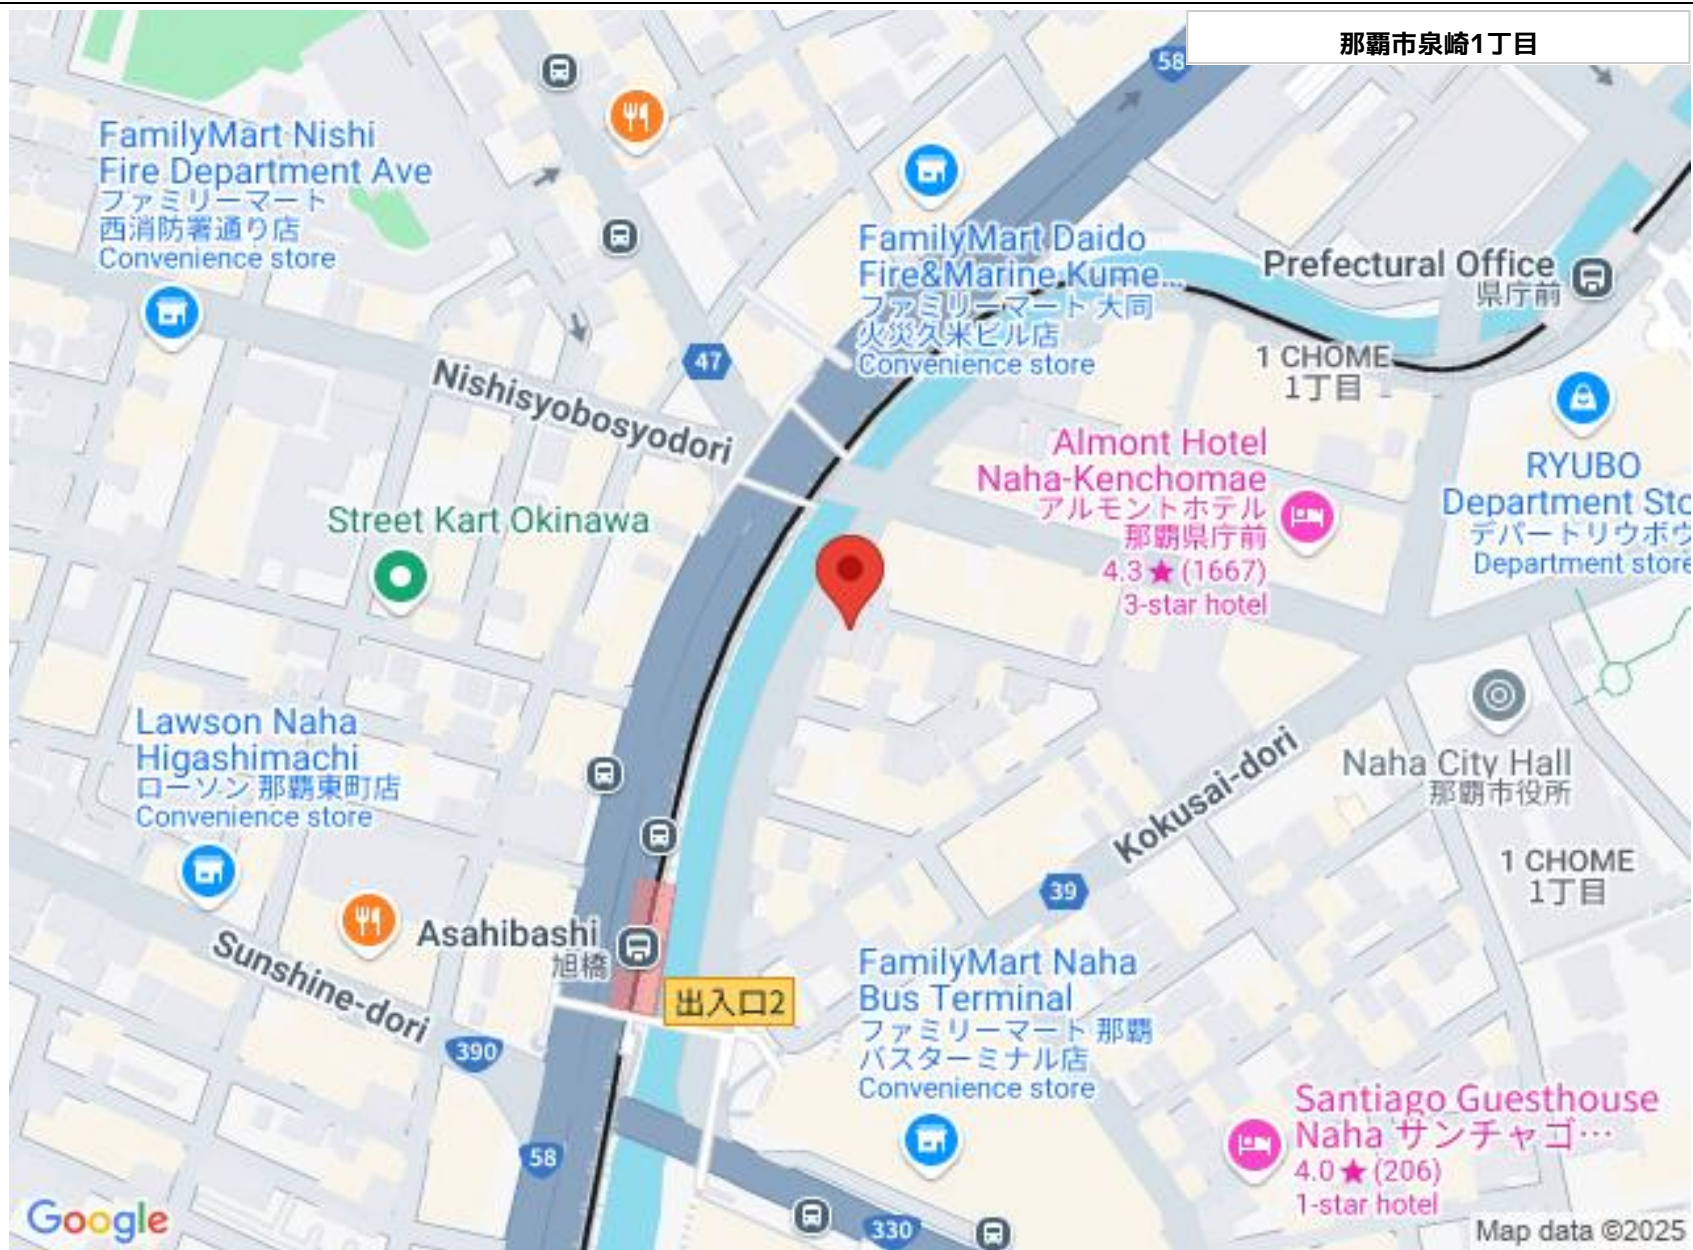 那覇市泉崎1丁目
58
FamilyMart Nishi
Fire Department Ave
ファミリーマート
西消防署通り店
Convenience store
FamilyMart Daido
Fire&Marine Kume...
ファミリーマート 大同
火災久米ビル店
Convenience store
Prefectural Office
県庁前
47
1 CHOME
1丁目
Nishisyobosyodori
Almont Hotel
Naha-Kenchomae
アルモントホテル
那覇県庁前
4.3★(1667)
3-star hotel
RYUBO
Department Sto
デパートリウボウ
Department store
Street Kart Okinawa
Lawson Naha
Higashimachi
ローソン 那覇東町店
Convenience store
Kokusai-dori
Naha City Hall
那覇市役所
1 CHOME
1丁目
39
Asahibashi
旭橋
出入口2
Sunshine-dori
390
FamilyMart Naha
Bus Terminal
ファミリーマート 那覇
バスターミナル店
Convenience store
58
Santiago Guesthouse
Naha サンチャゴ…
4.0★(206)
1-star hotel
330
Google
Map data ©2025